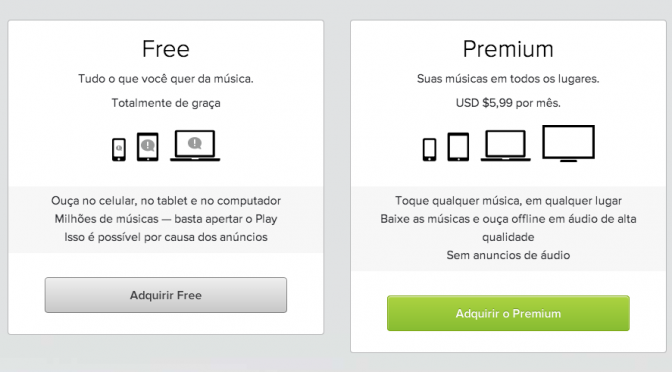 Free
Tudo o que você quer da música.
Totalmente de graça
Ouça no celular, no tablet e no computador
Milhões de músicas — basta apertar o Play
Isso é possível por causa dos anúncios
Adquirir Free
Premium
Suas músicas em todos os lugares.
USD $5,99 por mês.
Toque qualquer música, em qualquer lugar
Baixe as músicas e ouça offline em áudio de alta
qualidade
Sem anuncios de áudio
Adquirir o Premium